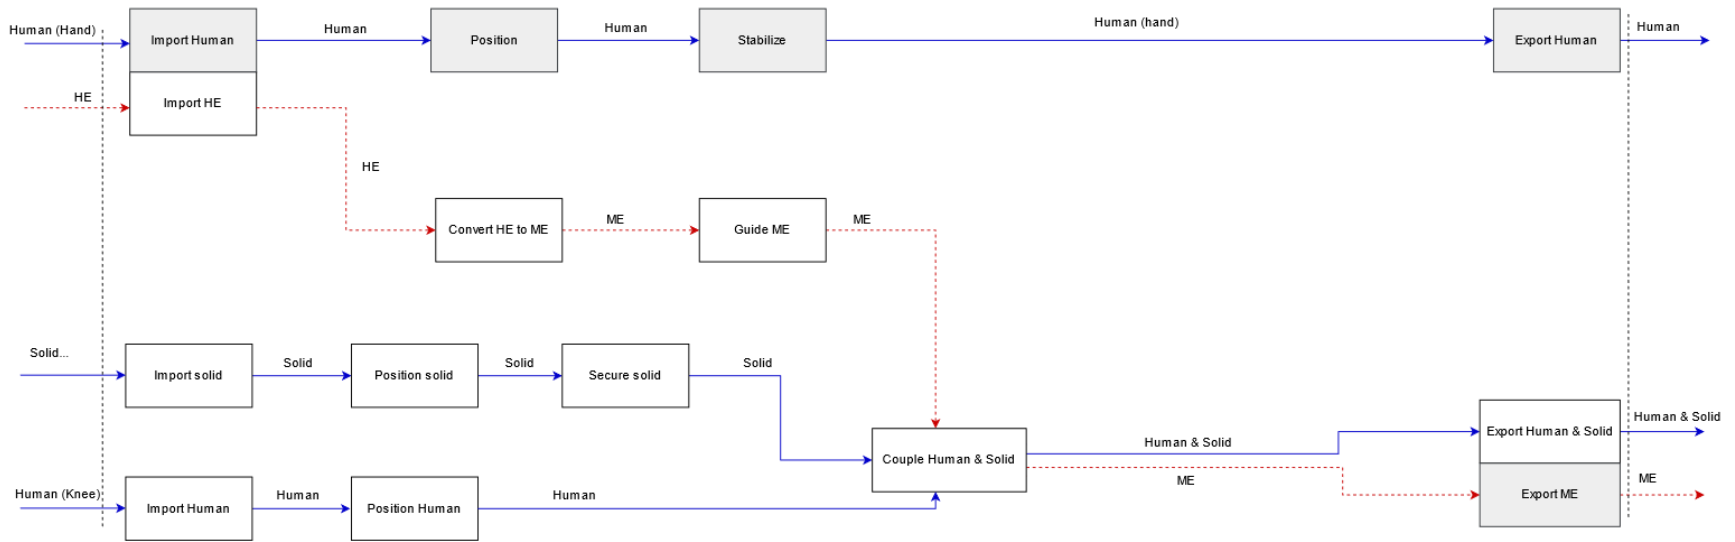 Human (Hand)
Import Human
Human
Position
Human
Stabilize
Human (hand)
Export Human
Human
HE
Import HE
HE
Convert HE to ME
ME
Guide ME
ME
Solid...
Import solid
Solid
Position solid
Solid
Secure solid
Solid
Human (Knee)
Import Human
Human
Position Human
Human
Couple Human & Solid
Human & Solid
ME
Export Human & Solid
Human & Solid
Export ME
ME